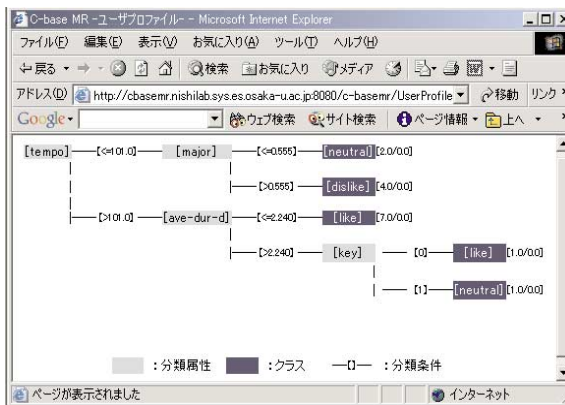 C-base MR -ユーザプロファイル- - Microsoft Internet Explorer
ファイル(F) 編集(E) 表示(V) お気に入り(A) ツール(T) ヘルプ(H)
戻る 検索 お気に入り メディア
アドレス(D) http://cbasemr.nishilab.sys.es.osaka-u.ac.jp:8080/c-basemr/UserProfile 移動 リンク
Google ウェブ検索 サイト検索 ページ情報 上へ
[tempo] [<=101.0] [major] [<=0.555] [neutral] [2.0/0.0]
[>0.555] [dislike] [4.0/0.0]
[>101.0] [ave-dur-d] [<=2.240] [like] [7.0/0.0]
[>2.240] [key] [0] [like] [1.0/0.0]
[1] [neutral] [1.0/0.0]
:分類属性 :クラス —[]— :分類条件
ページが表示されました インターネット